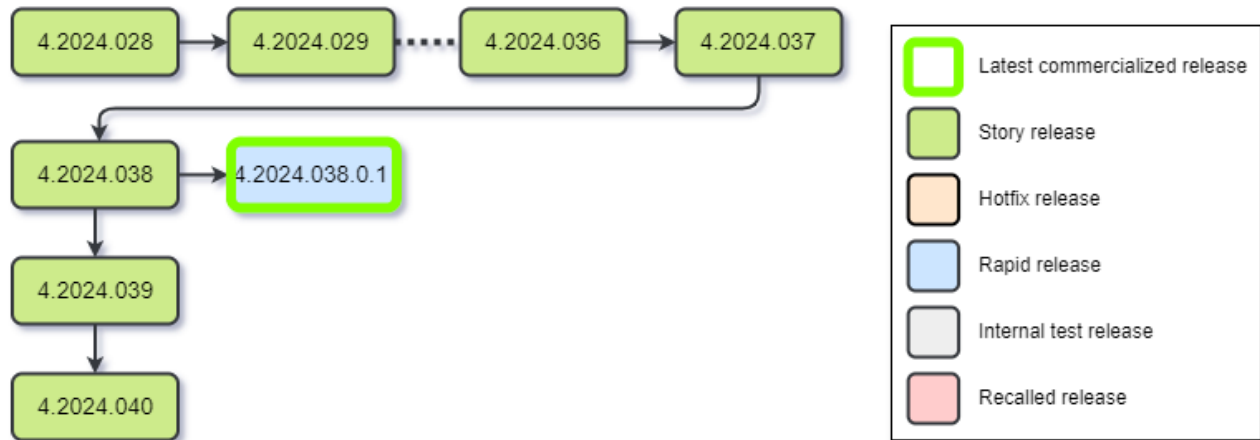 4.2024.028
4.2024.029
4.2024.036
4.2024.037
4.2024.038
4.2024.038.0.1
4.2024.039
4.2024.040
Latest commercialized release
Story release
Hotfix release
Rapid release
Internal test release
Recalled release